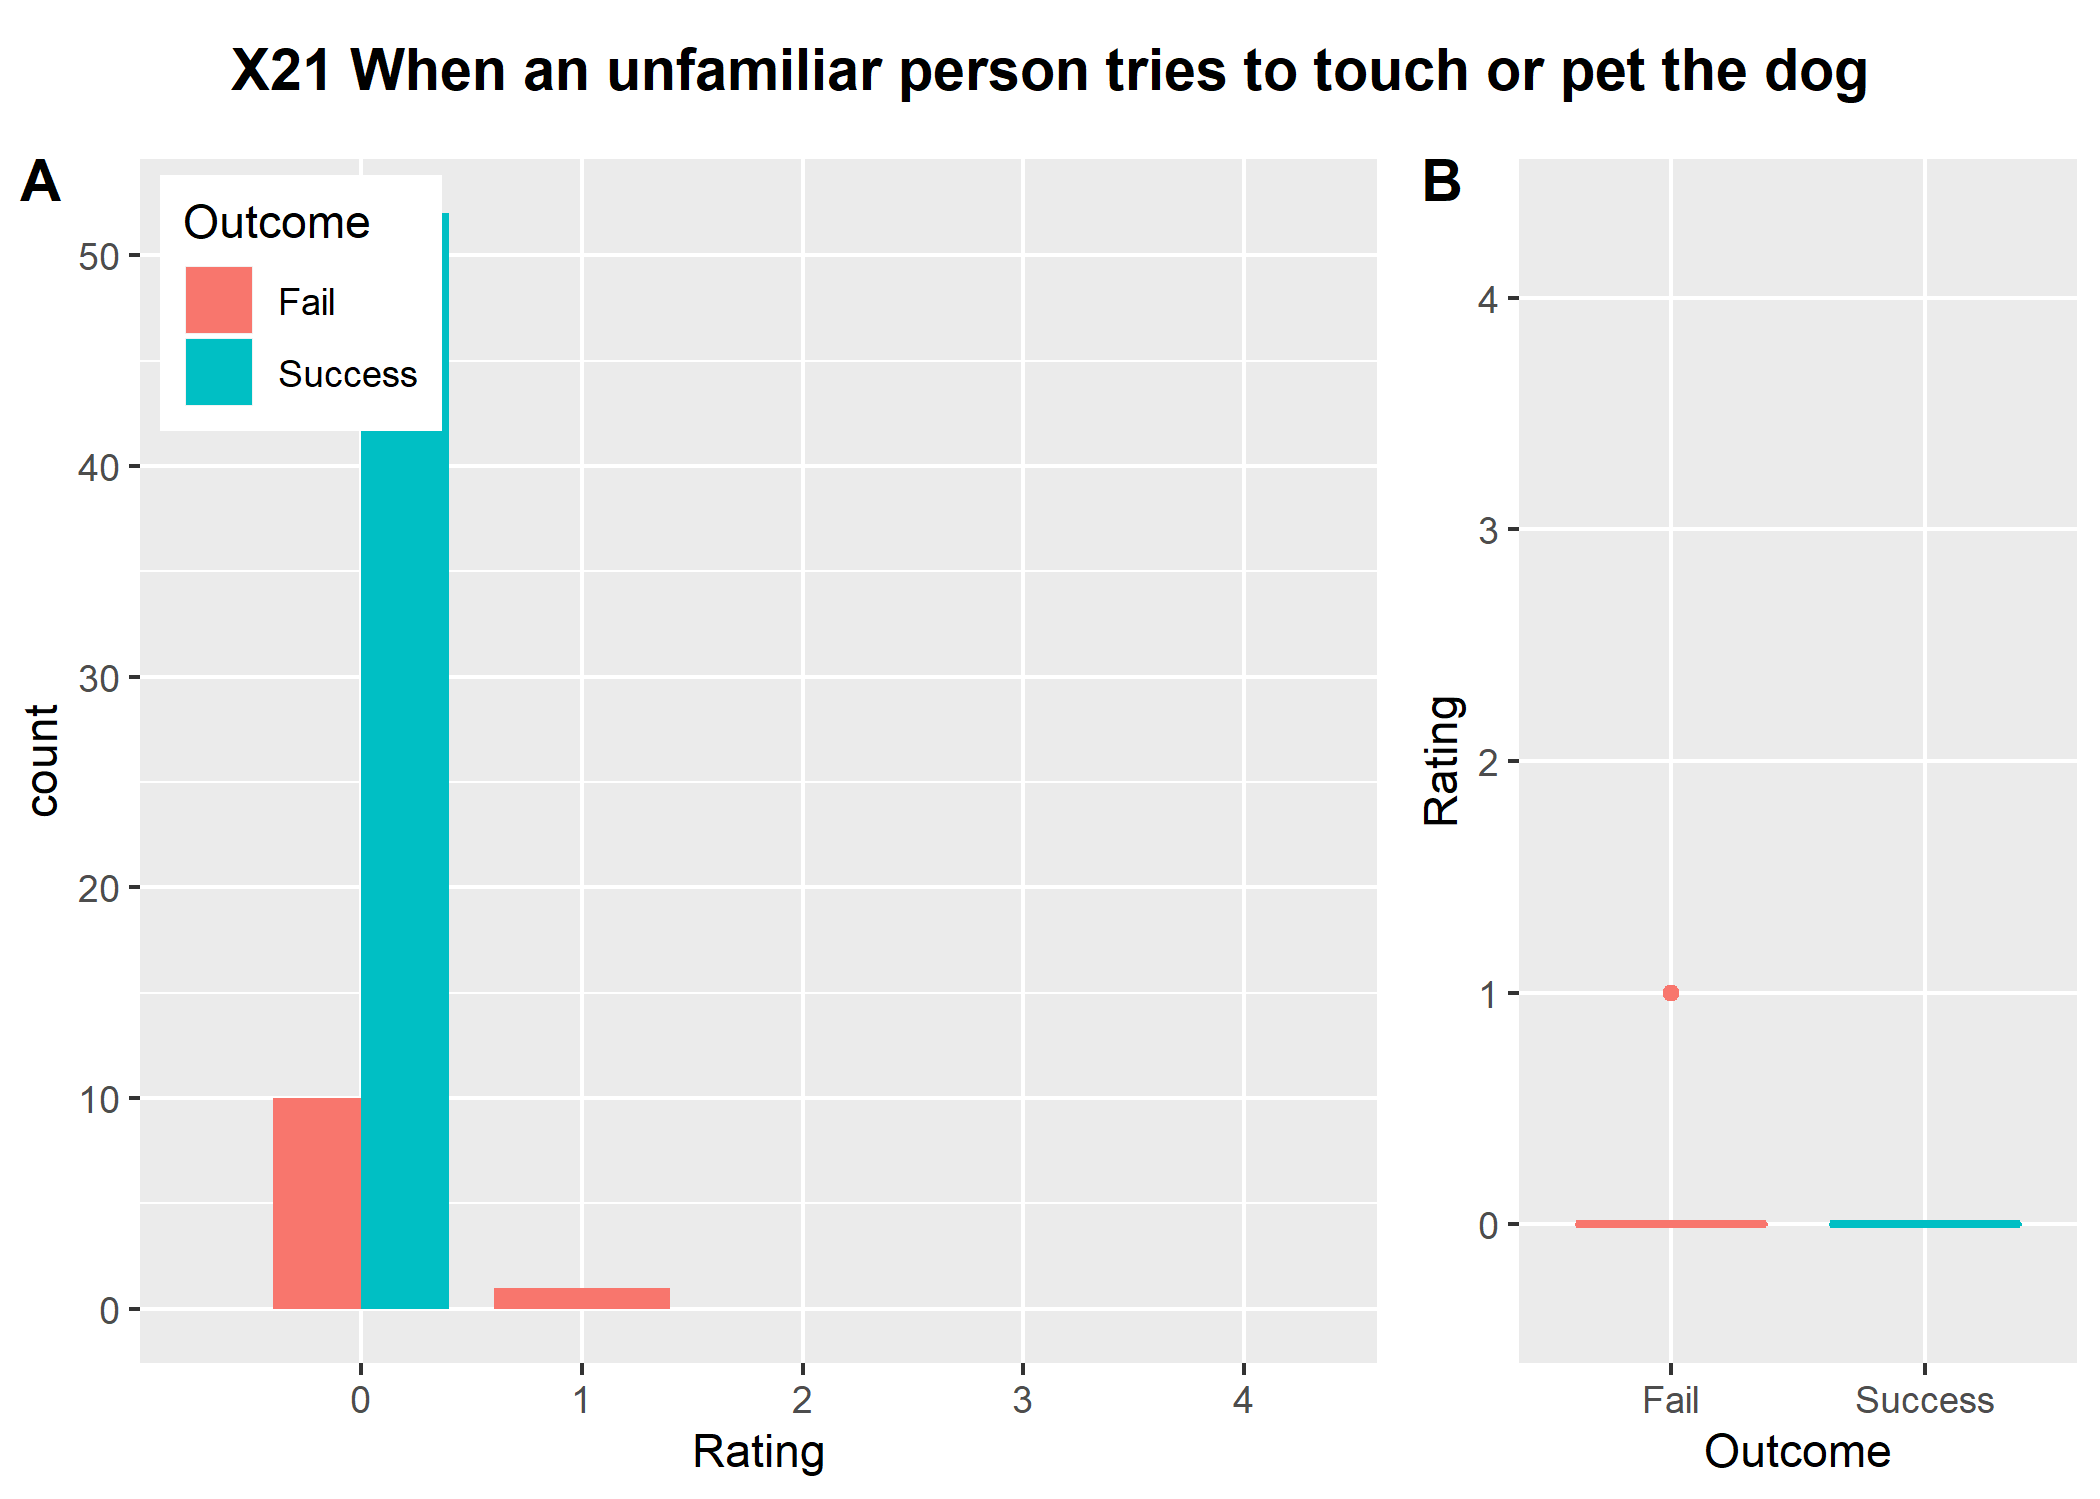 X21 When an unfamiliar person tries to touch or pet the dog
A
Outcome
Fail
Success
50
40
30
20
10
0
count
0 1 2 3 4
Rating
B
4
3
2
1
0
Rating
Fail Success
Outcome